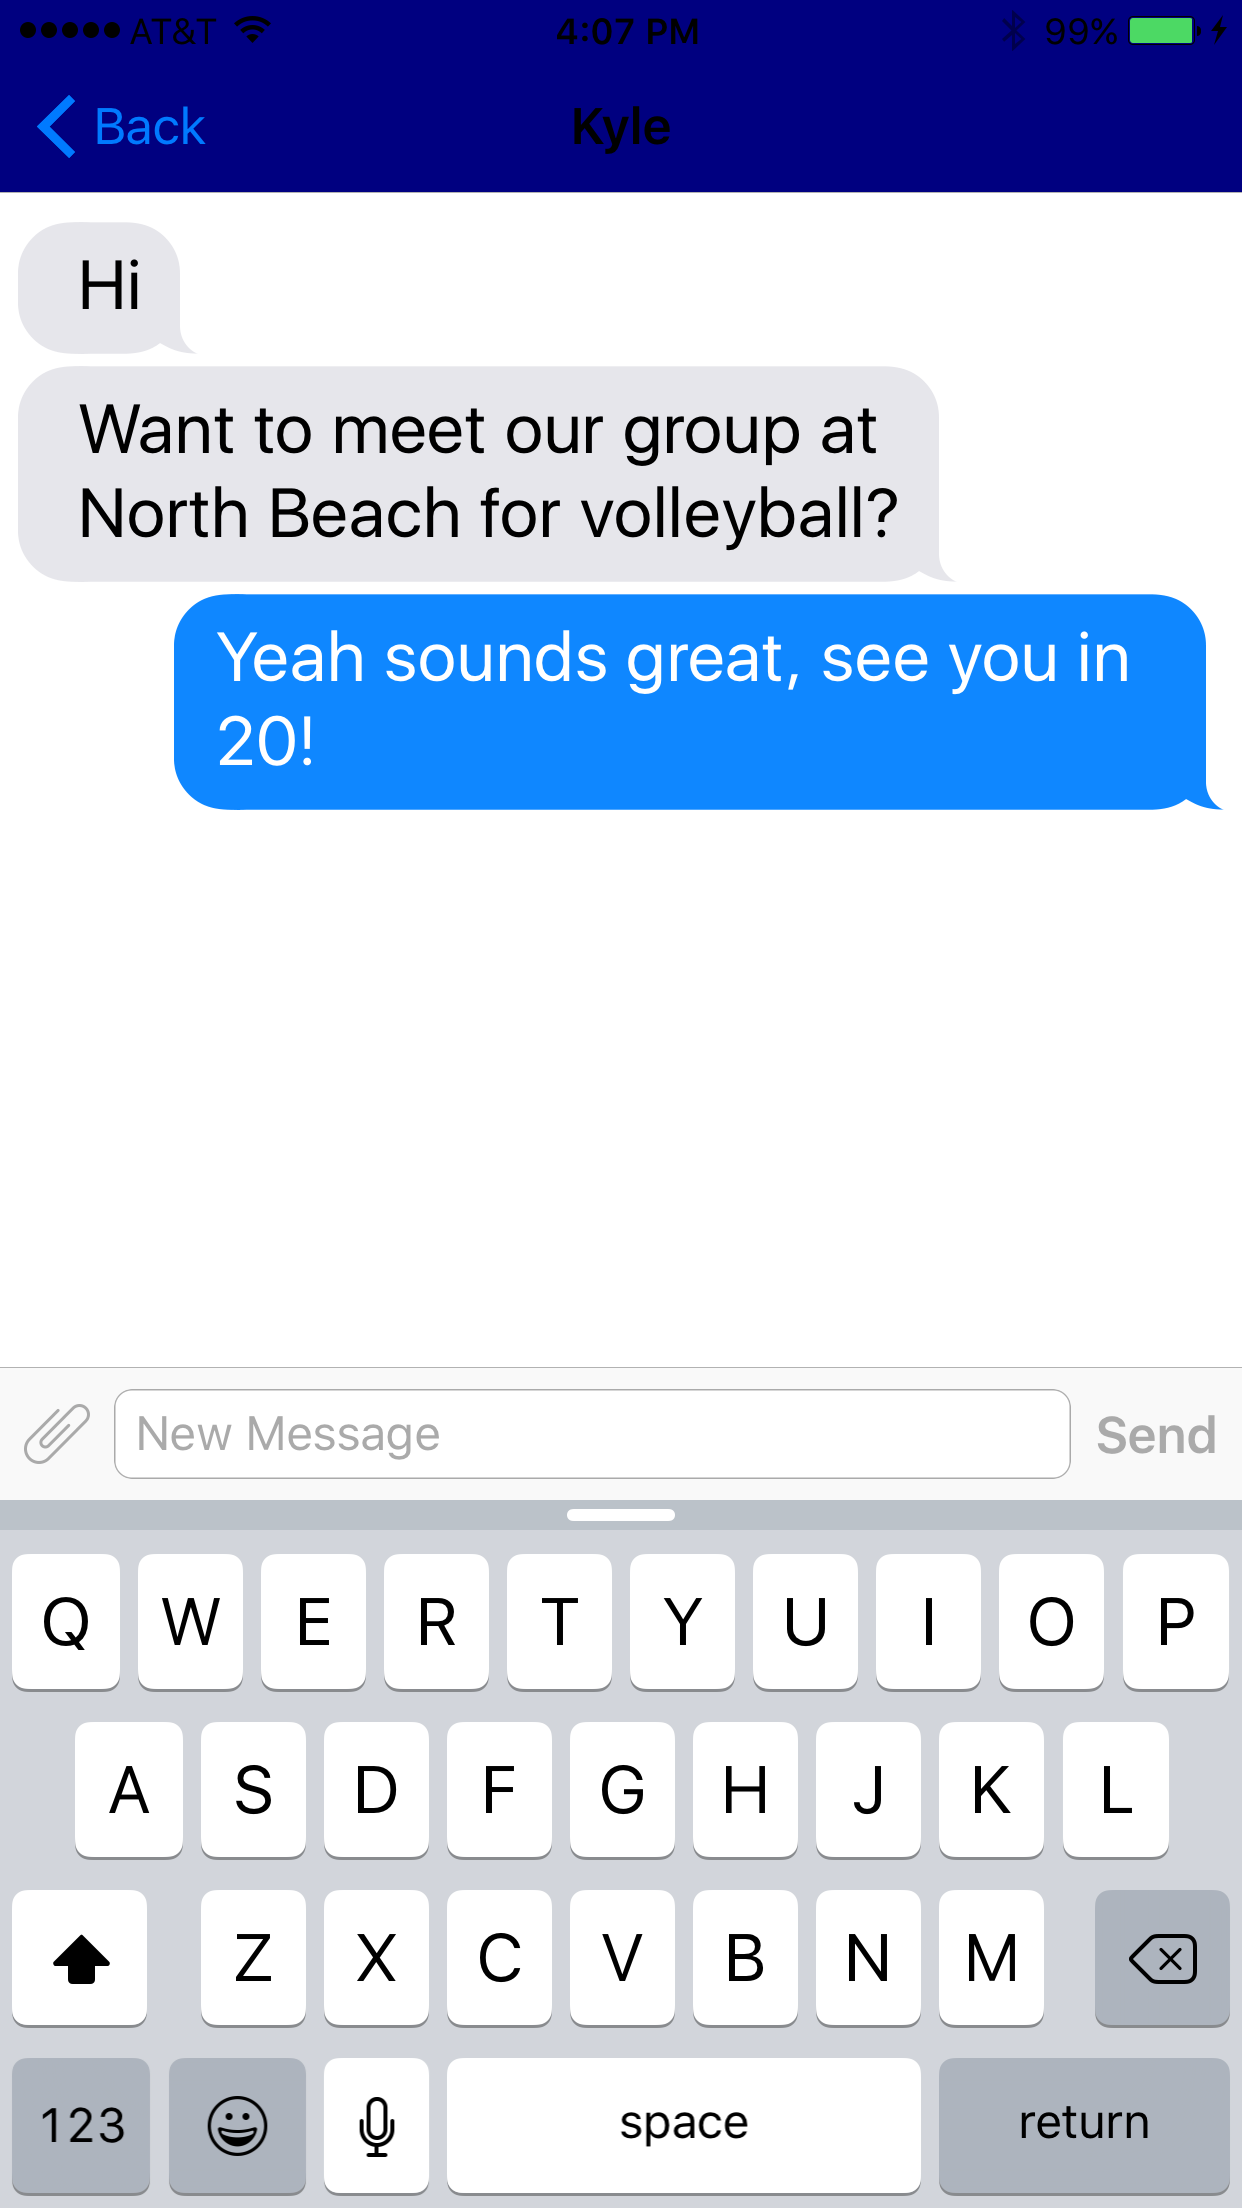 AT&T 4:07 PM 99%
Back Kyle
Hi
Want to meet our group at
North Beach for volleyball?
Yeah sounds great, see you in
20!
New Message Send
Q W E R T Y U I O P
A S D F G H J K L
Z X C V B N M
123 space return